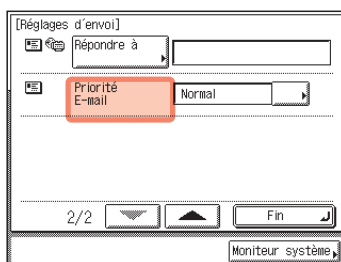 [Réglages d'envoi]
Répondre à
Priorité
E-mail
Normal
2/2
Fin
Moniteur système